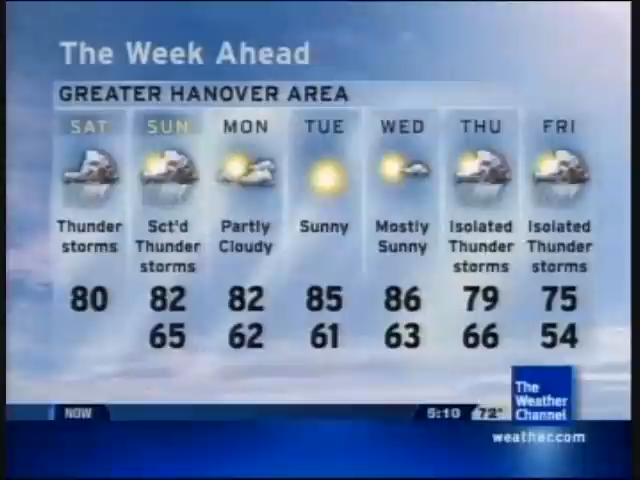 The Week Ahead
GREATER HANOVER AREA
SAT SUN MON TUE WED THU FRI
Thunder storms
Sct'd Thunder storms
Partly Cloudy
Sunny
Mostly Sunny
Isolated Thunder storms
Isolated Thunder storms
80 82 82 85 86 79 75
65 62 61 63 66 54
The
Weather
Channel
NOW 5:10 72°
weather.com